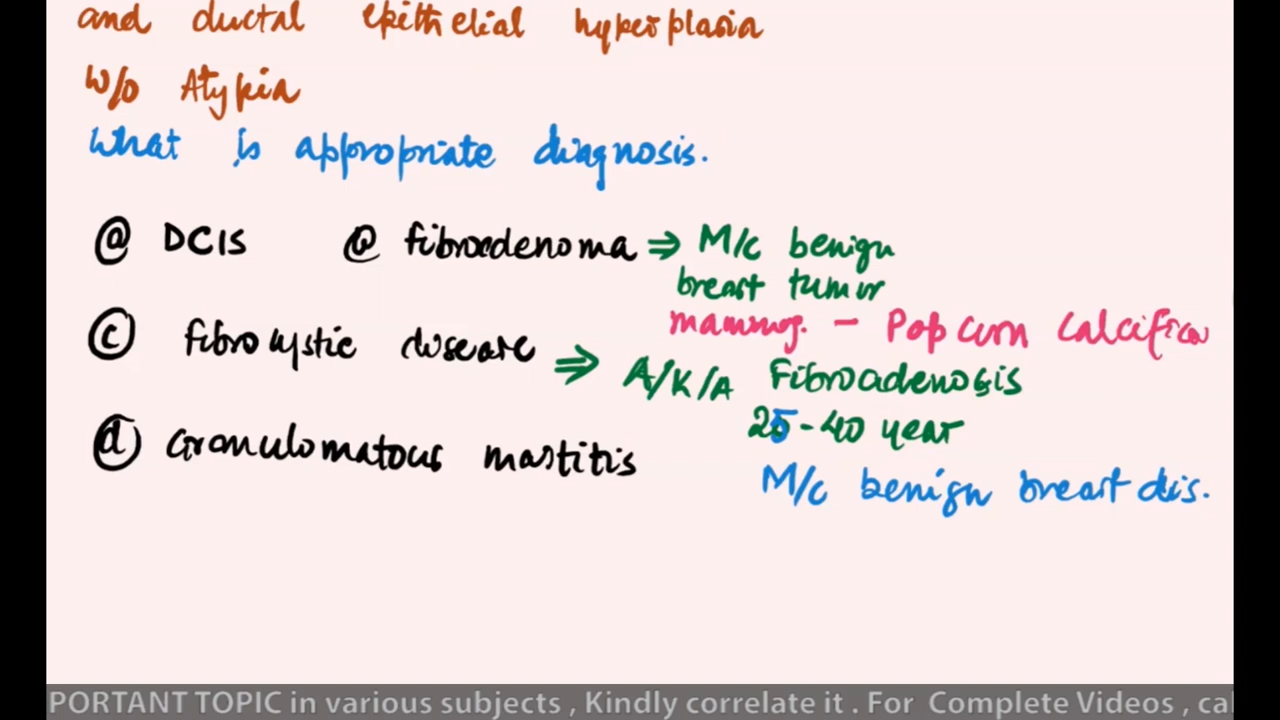 and ductal epithelial hyperplasia
w/o Atypia
What is appropriate diagnosis.
@ DCIS @ fibroadenoma ⇒ M/c benign
breast tumor
mammog. - Pop corn calcifica
© fibrocystic disease ⇒ A/K/A Fibroadenosis
25-40 year
ⓓ Granulomatous mastitis
M/c benign breast dis.
PORTANT TOPIC in various subjects , Kindly correlate it . For Complete Videos , cal